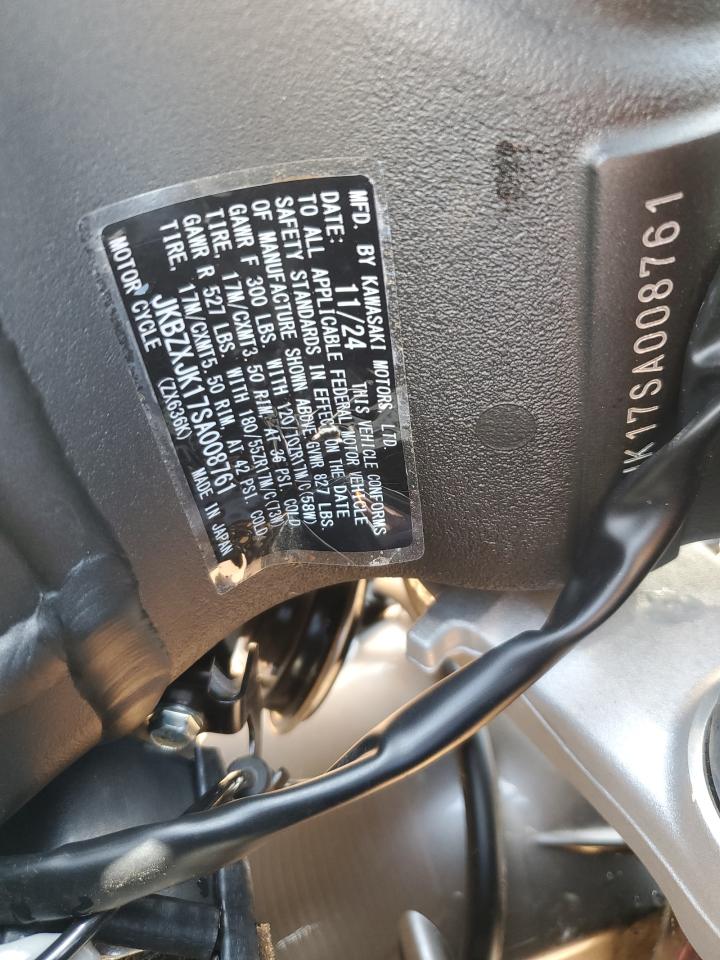 MFD. BY KAWASAKI MOTORS, LTD.
DATE: 11/24 THIS VEHICLE CONFORMS
TO ALL APPLICABLE FEDERAL MOTOR VEHICLE
SAFETY STANDARDS IN EFFECT ON THE DATE
OF MANUFACTURE SHOWN ABOVE. GVWR 827 LBS.
GAWR F 300 LBS. WITH 120/70ZR17M/C(58W)
TIRE, 17M/CXMT3.50 RIM, AT 36 PSI. COLD
GAWR R 527 LBS. WITH 180/55ZR17M/C(73W)
TIRE, 17M/CXMT5.50 RIM, AT 42 PSI. COLD
JKBZXJK17SA008761
MOTOR CYCLE (ZX636K) MADE IN JAPAN
JK17SA008761